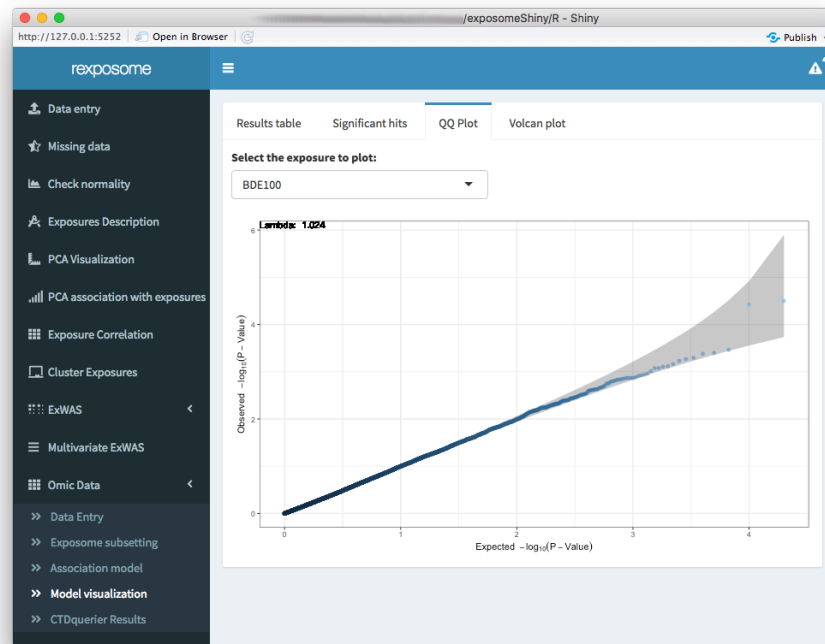 /exposomeShiny/R - Shiny
http://127.0.0.1:5252 Open in Browser Publish
rexposome
Data entry
Missing data
Check normality
Exposures Description
PCA Visualization
PCA association with exposures
Exposure Correlation
Cluster Exposures
ExWAS
Multivariate ExWAS
Omic Data
Data Entry
Exposome subsetting
Association model
Model visualization
CTDquerier Results
Results table Significant hits QQ Plot Volcan plot
Select the exposure to plot:
BDE100
Lambda: 1.024
6
4
2
0
Observed −log₁₀(P − Value)
0 1 2 3 4
Expected −log₁₀(P − Value)